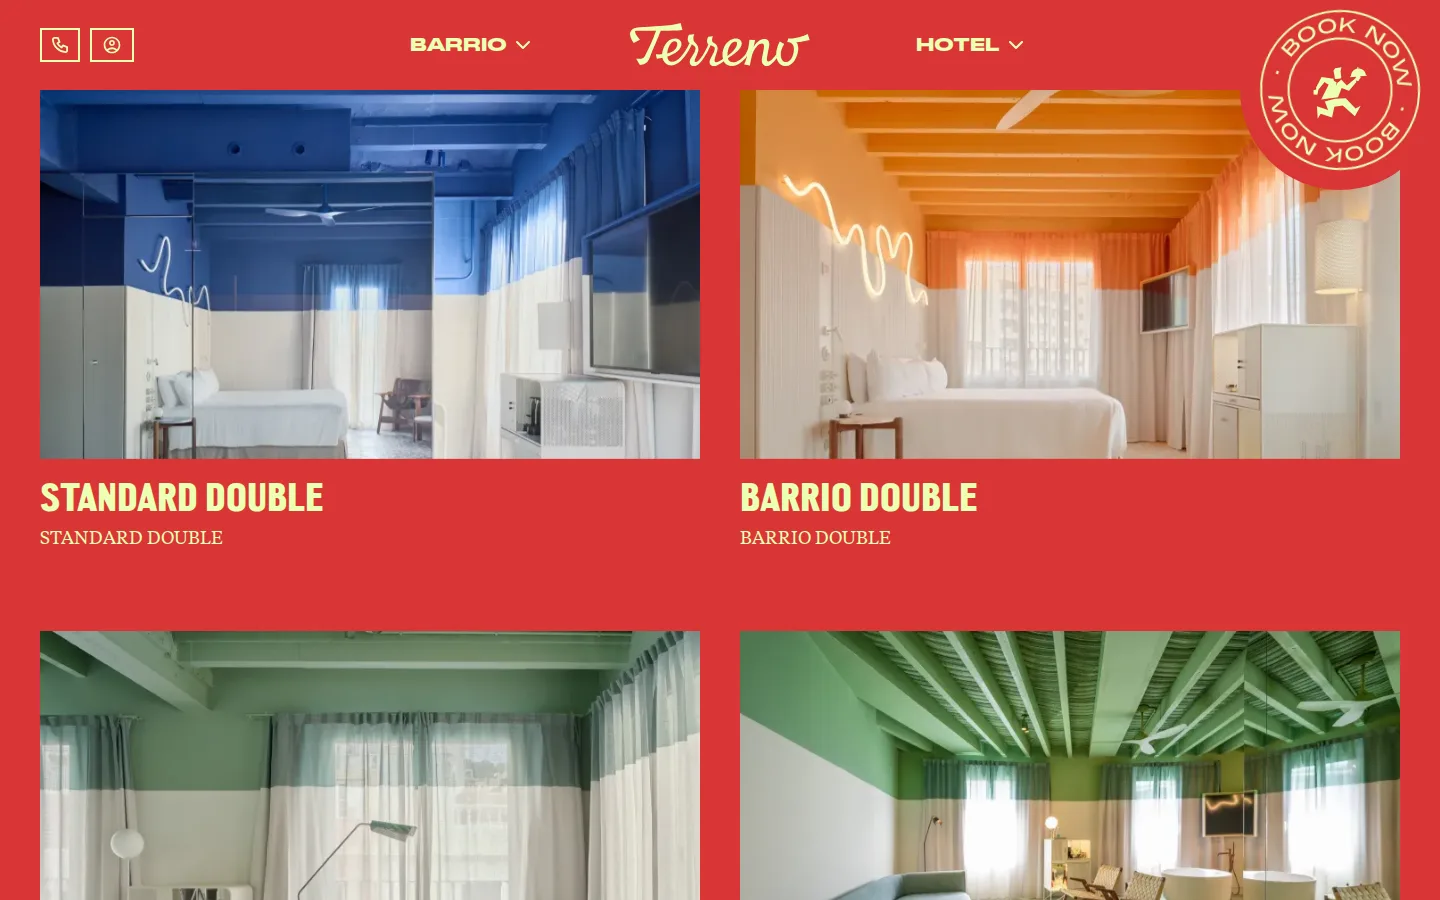 BARRIO
Terreno
HOTEL
BOOK NOW · BOOK NOW ·
STANDARD DOUBLE
BARRIO DOUBLE
STANDARD DOUBLE
BARRIO DOUBLE